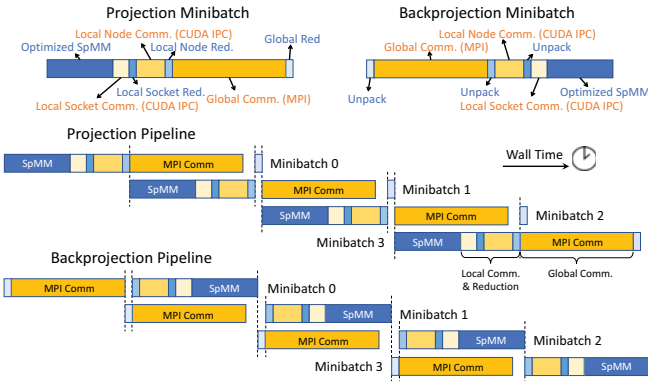 Projection Minibatch
Backprojection Minibatch
Local Node Comm. (CUDA IPC)
Optimized SpMM
Local Node Red.
Global Red
Local Socket Red.
Local Socket Comm. (CUDA IPC)
Global Comm. (MPI)
Local Node Comm. (CUDA IPC)
Global Comm. (MPI)
Unpack
Unpack
Unpack
Optimized SpMM
Local Socket Comm. (CUDA IPC)
Projection Pipeline
Wall Time
SpMM
MPI Comm
Minibatch 0
SpMM
MPI Comm
Minibatch 1
SpMM
MPI Comm
Minibatch 2
Minibatch 3
SpMM
MPI Comm
Local Comm.
& Reduction
Global Comm.
Backprojection Pipeline
MPI Comm
SpMM
Minibatch 0
MPI Comm
SpMM
Minibatch 1
MPI Comm
SpMM
Minibatch 2
Minibatch 3
MPI Comm
SpMM